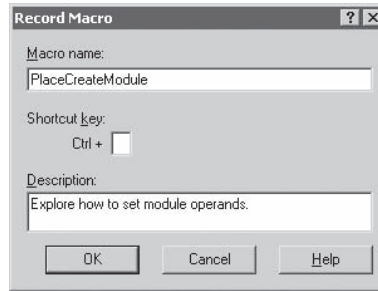 Record Macro ? X
Macro name:
PlaceCreateModule
Shortcut key:
Ctrl +
Description:
Explore how to set module operands.
OK Cancel Help